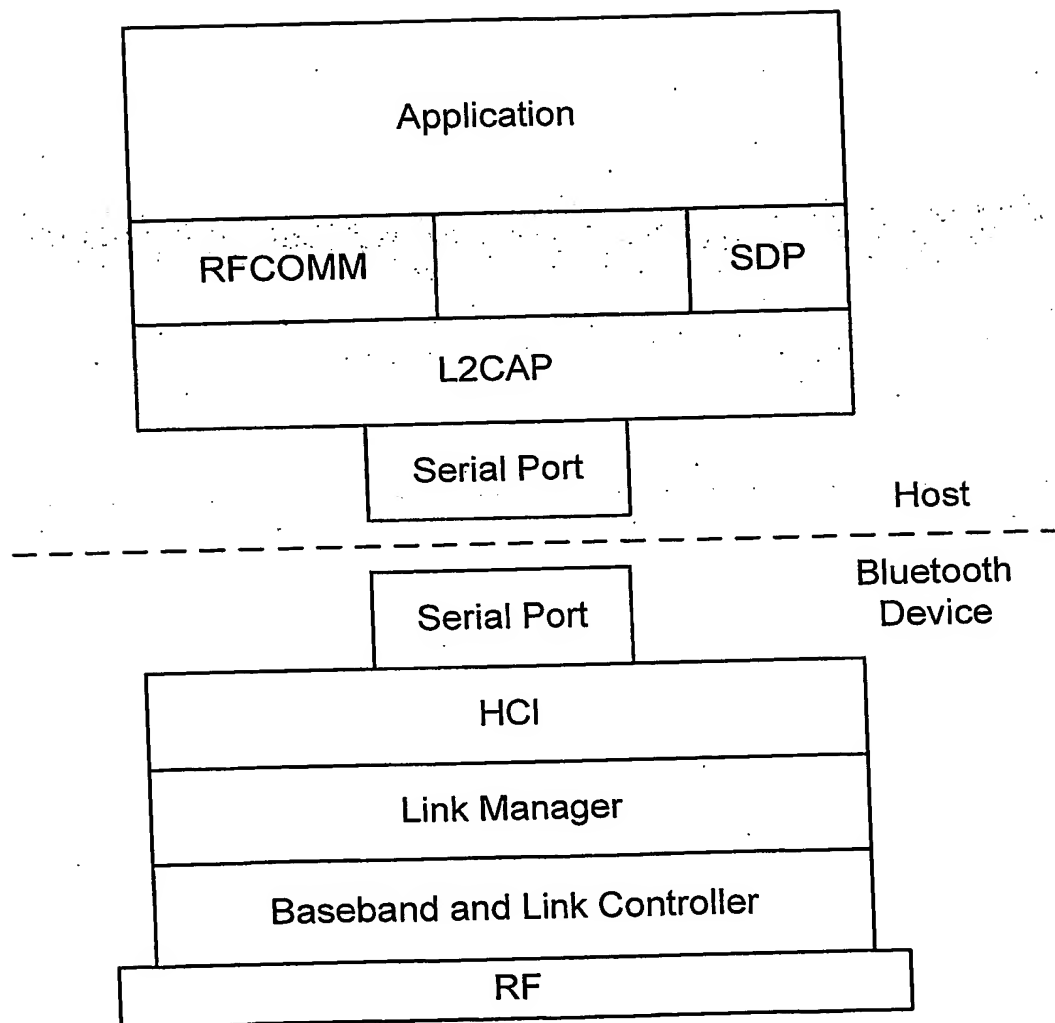 Application
RFCOMM
SDP
L2CAP
Serial Port
Host
Bluetooth
Device
Serial Port
HCI
Link Manager
Baseband and Link Controller
RF